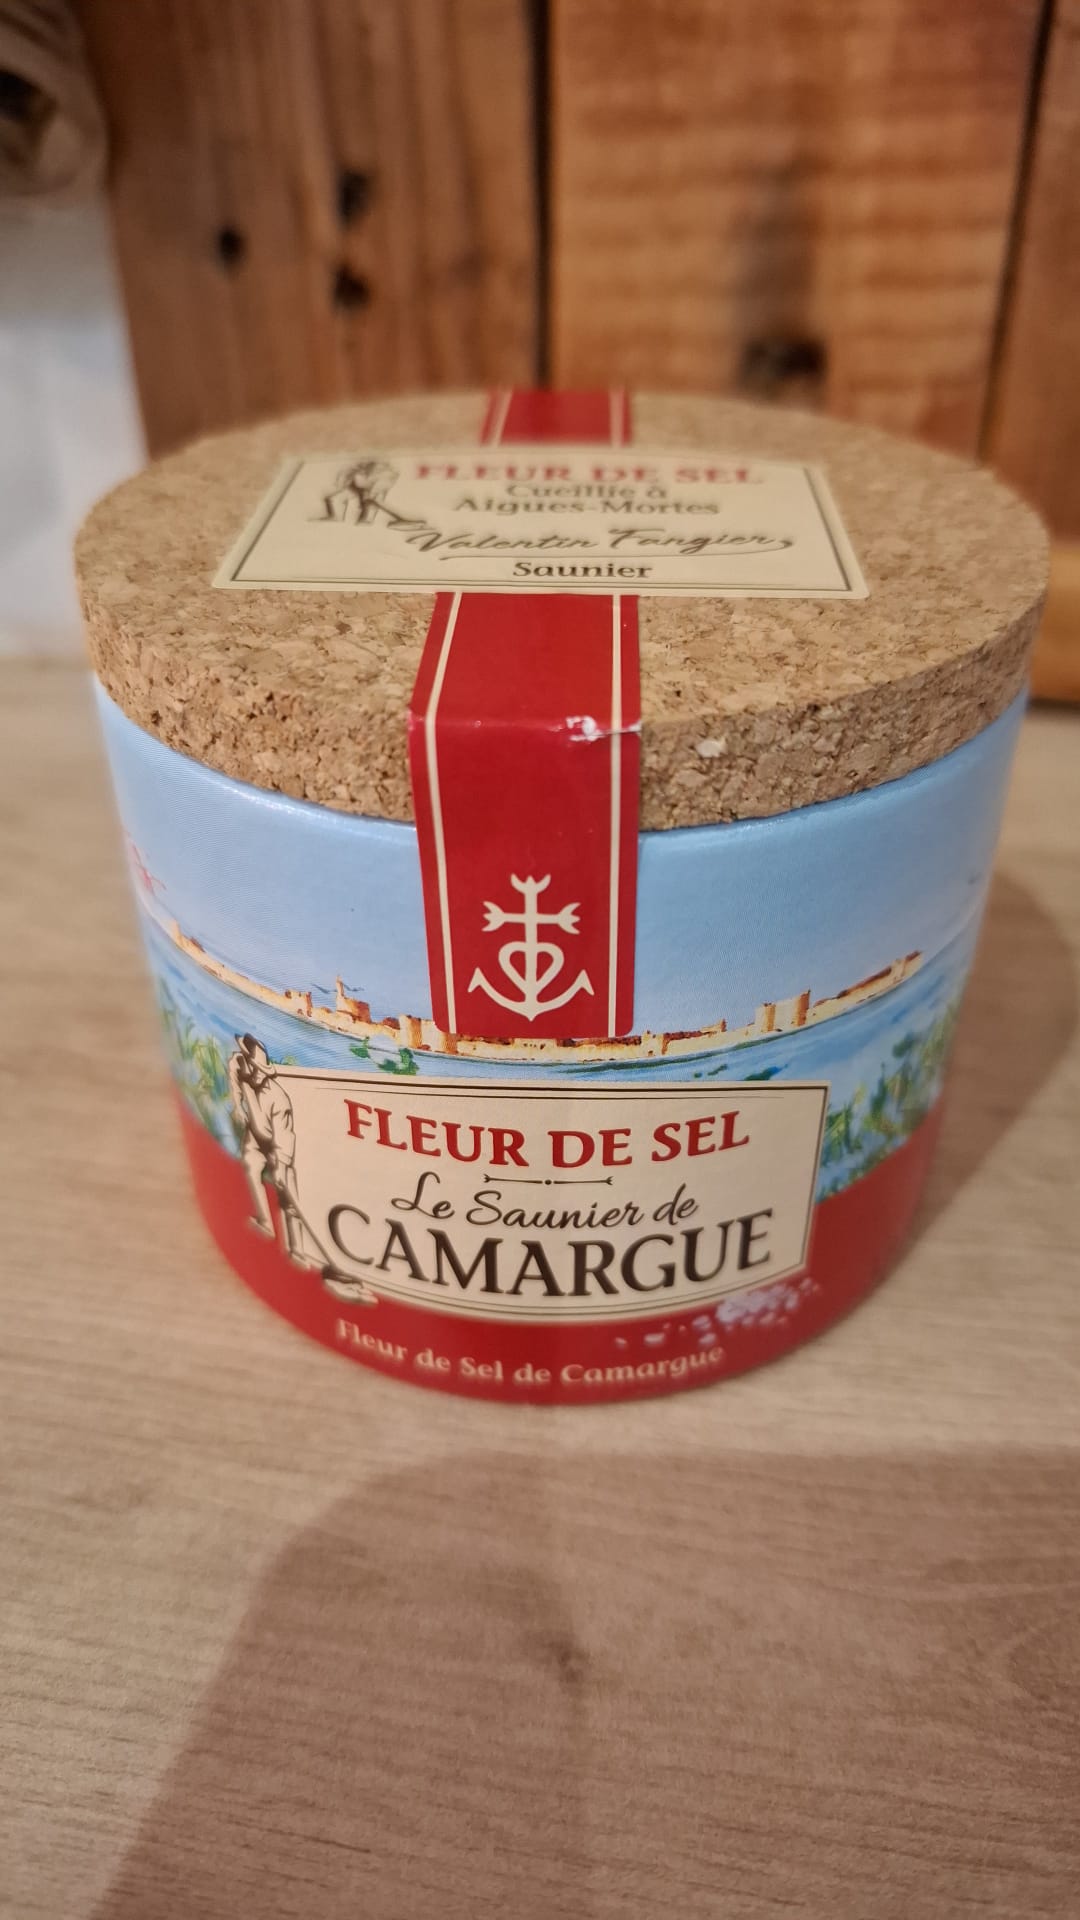 FLEUR DE SEL
Cueillie à
Aigues-Mortes
Valentin Fangier
Saunier
FLEUR DE SEL
Le Saunier de
CAMARGUE
Fleur de Sel de Camargue